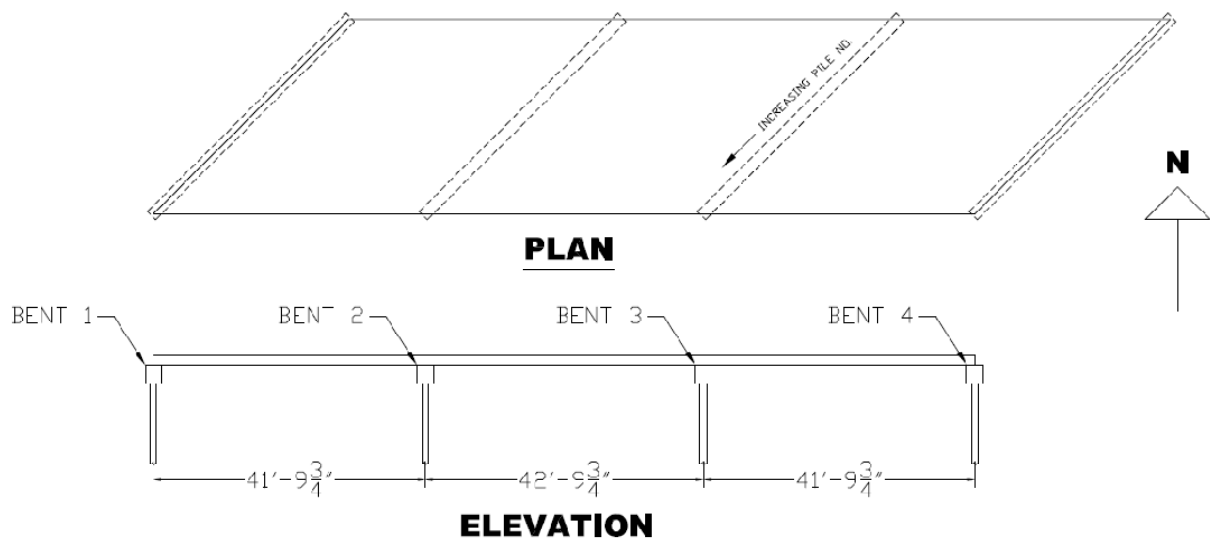 INCREASING PILE NO.
N
PLAN
BENT 1
BENT 2
BENT 3
BENT 4
41'-9 3/4"
42'-9 3/4"
41'-9 3/4"
ELEVATION